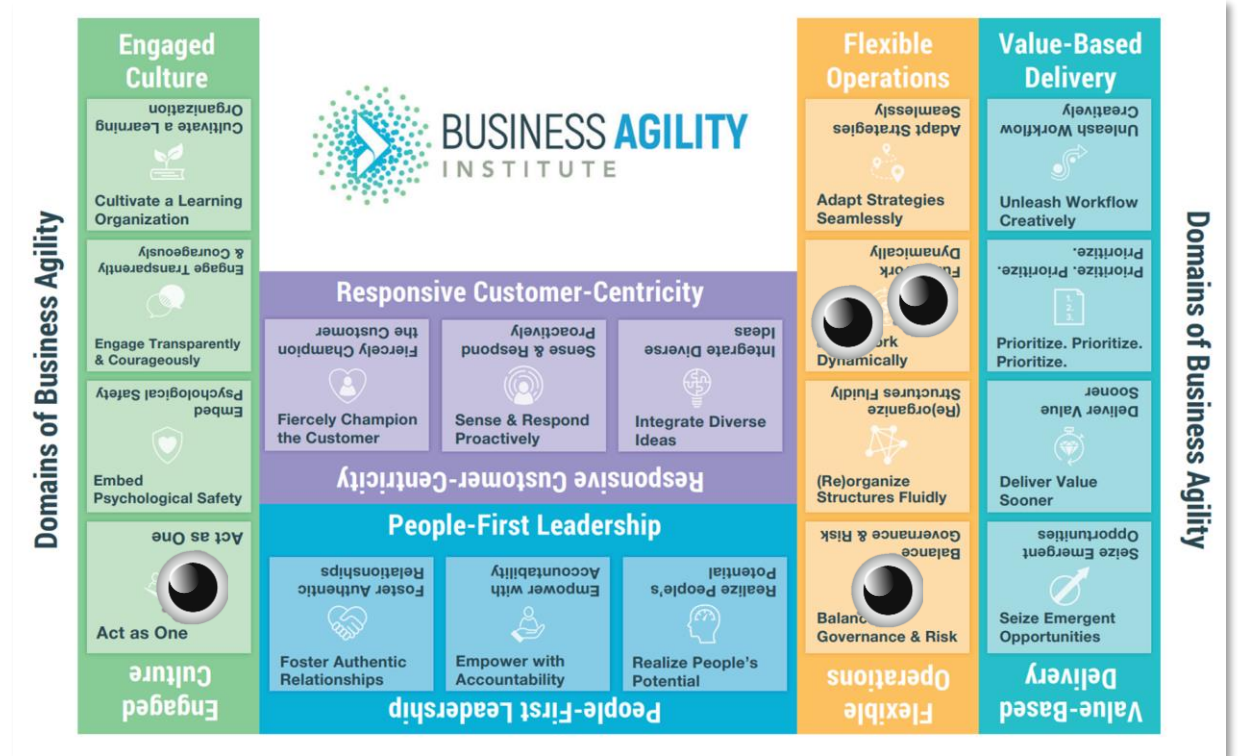 Domains of Business Agility
Engaged
Culture
Cultivate a Learning
Organization
Cultivate a Learning
Organization
Engage Transparently
& Courageously
Engage Transparently
& Courageously
Embed
Psychological Safety
Embed
Psychological Safety
Act as One
Act as One
Engaged
Culture
BUSINESS AGILITY
INSTITUTE
Responsive Customer-Centricity
Fiercely Champion
the Customer
Fiercely Champion
the Customer
Sense & Respond
Proactively
Sense & Respond
Proactively
Integrate Diverse
Ideas
Integrate Diverse
Ideas
Responsive Customer-Centricity
People-First Leadership
Foster Authentic
Relationships
Foster Authentic
Relationships
Empower with
Accountability
Empower with
Accountability
Realize People's
Potential
Realize People's
Potential
People-First Leadership
Flexible
Operations
Adapt Strategies
Seamlessly
Adapt Strategies
Seamlessly
Dynamically
Dynamically
(Re)organize
Structures Fluidly
(Re)organize
Structures Fluidly
Balance
Governance & Risk
Governance & Risk
Flexible
Operations
Value-Based
Delivery
Unleash Workflow
Creatively
Unleash Workflow
Creatively
Prioritize. Prioritize.
Prioritize.
1.
2.
3.
Prioritize. Prioritize.
Prioritize.
Deliver Value
Sooner
Deliver Value
Sooner
Seize Emergent
Opportunities
Seize Emergent
Opportunities
Value-Based
Delivery
Domains of Business Agility